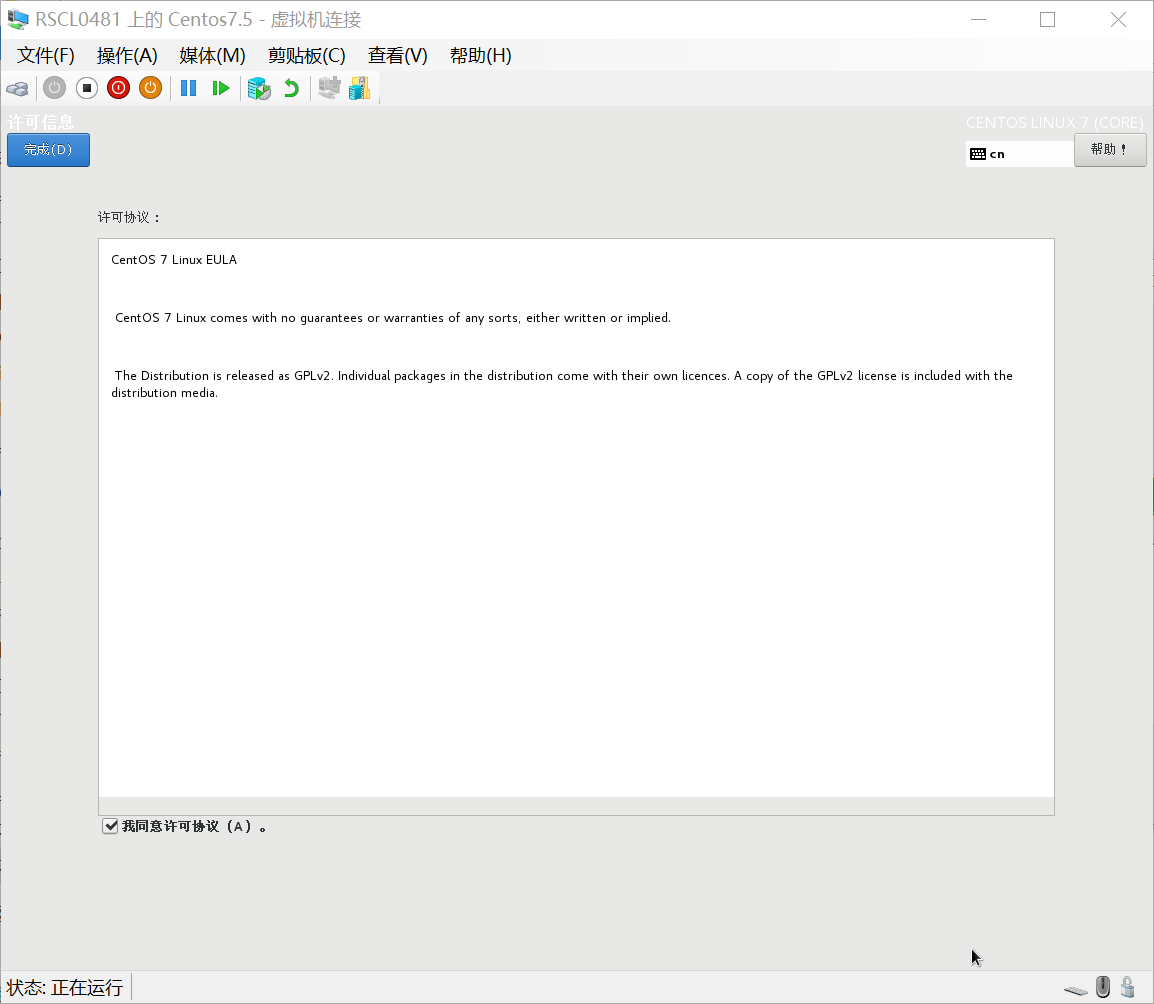 RSCL0481 上的 Centos7.5 - 虚拟机连接
文件(F) 操作(A) 媒体(M) 剪贴板(C) 查看(V) 帮助(H)
许可信息
CENTOS LINUX 7 (CORE)
完成(D)
cn
帮助！
许可协议：
CentOS 7 Linux EULA
CentOS 7 Linux comes with no guarantees or warranties of any sorts, either written or implied.
The Distribution is released as GPLv2. Individual packages in the distribution come with their own licences. A copy of the GPLv2 license is included with the
distribution media.
我同意许可协议（A）。
状态: 正在运行